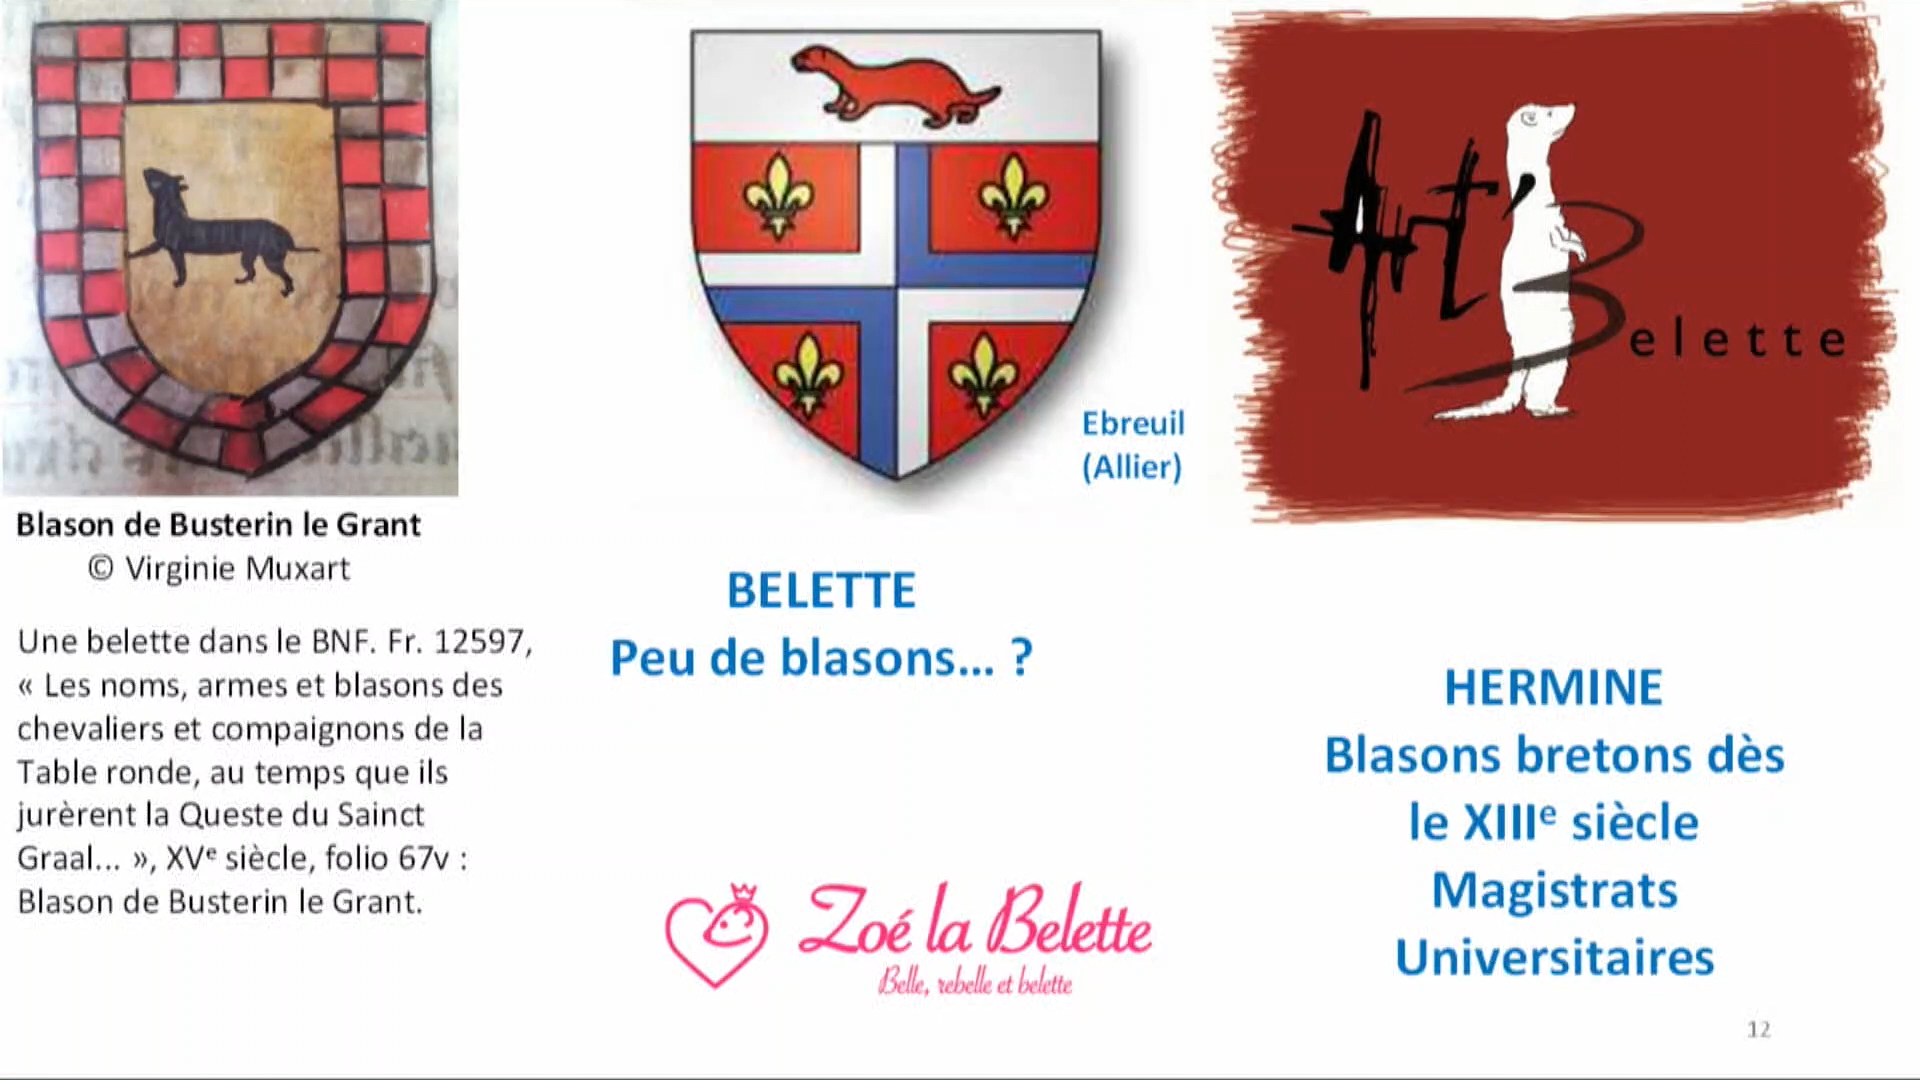 Blason de Busterin le Grant
© Virginie Muxart
Une belette dans le BNF. Fr. 12597,
« Les noms, armes et blasons des
chevaliers et compaignons de la
Table ronde, au temps que ils
jurèrent la Queste du Sainct
Graal... », XVᵉ siècle, folio 67v :
Blason de Busterin le Grant.
Ebreuil
(Allier)
BELETTE
Peu de blasons... ?
Zoé la Belette
Belle, rebelle et belette
Art'
Belette
HERMINE
Blasons bretons dès
le XIIIᵉ siècle
Magistrats
Universitaires
12